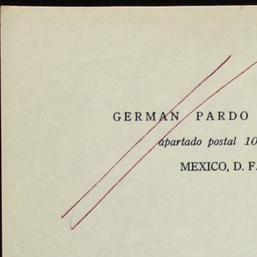 GERMAN PARDO
apartado postal 10
MEXICO, D. F.